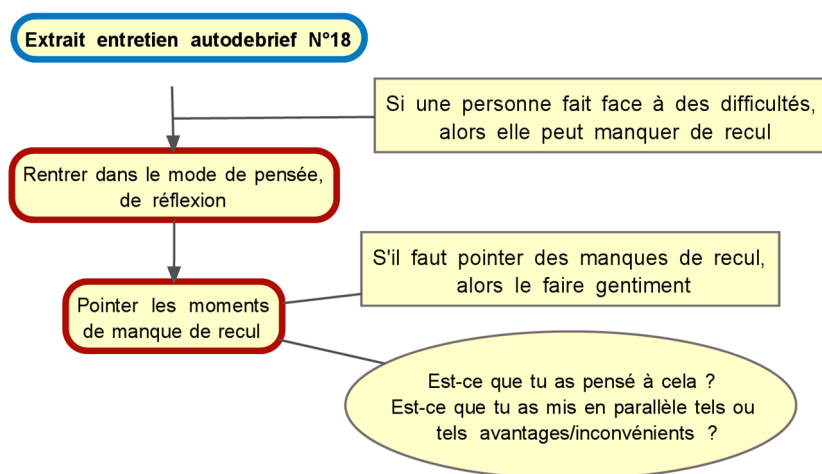 Extrait entretien autodebrief N°18
Si une personne fait face à des difficultés,
alors elle peut manquer de recul
Rentrer dans le mode de pensée,
de réflexion
S'il faut pointer des manques de recul,
alors le faire gentiment
Pointer les moments
de manque de recul
Est-ce que tu as pensé à cela ?
Est-ce que tu as mis en parallèle tels ou
tels avantages/inconvénients ?